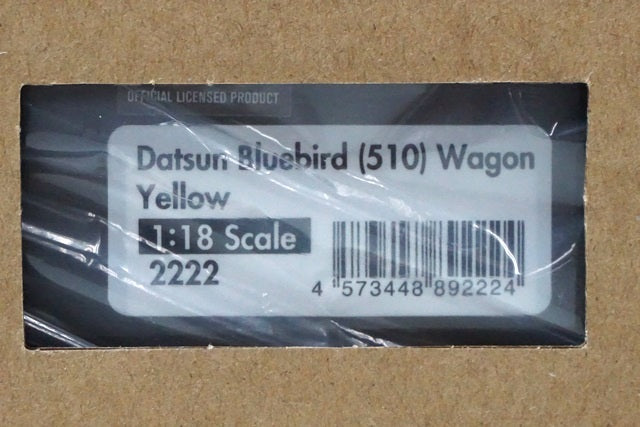 OFFICIAL LICENSED PRODUCT
Datsun Bluebird (510) Wagon
Yellow
1:18 Scale
2222
4 573448 892224